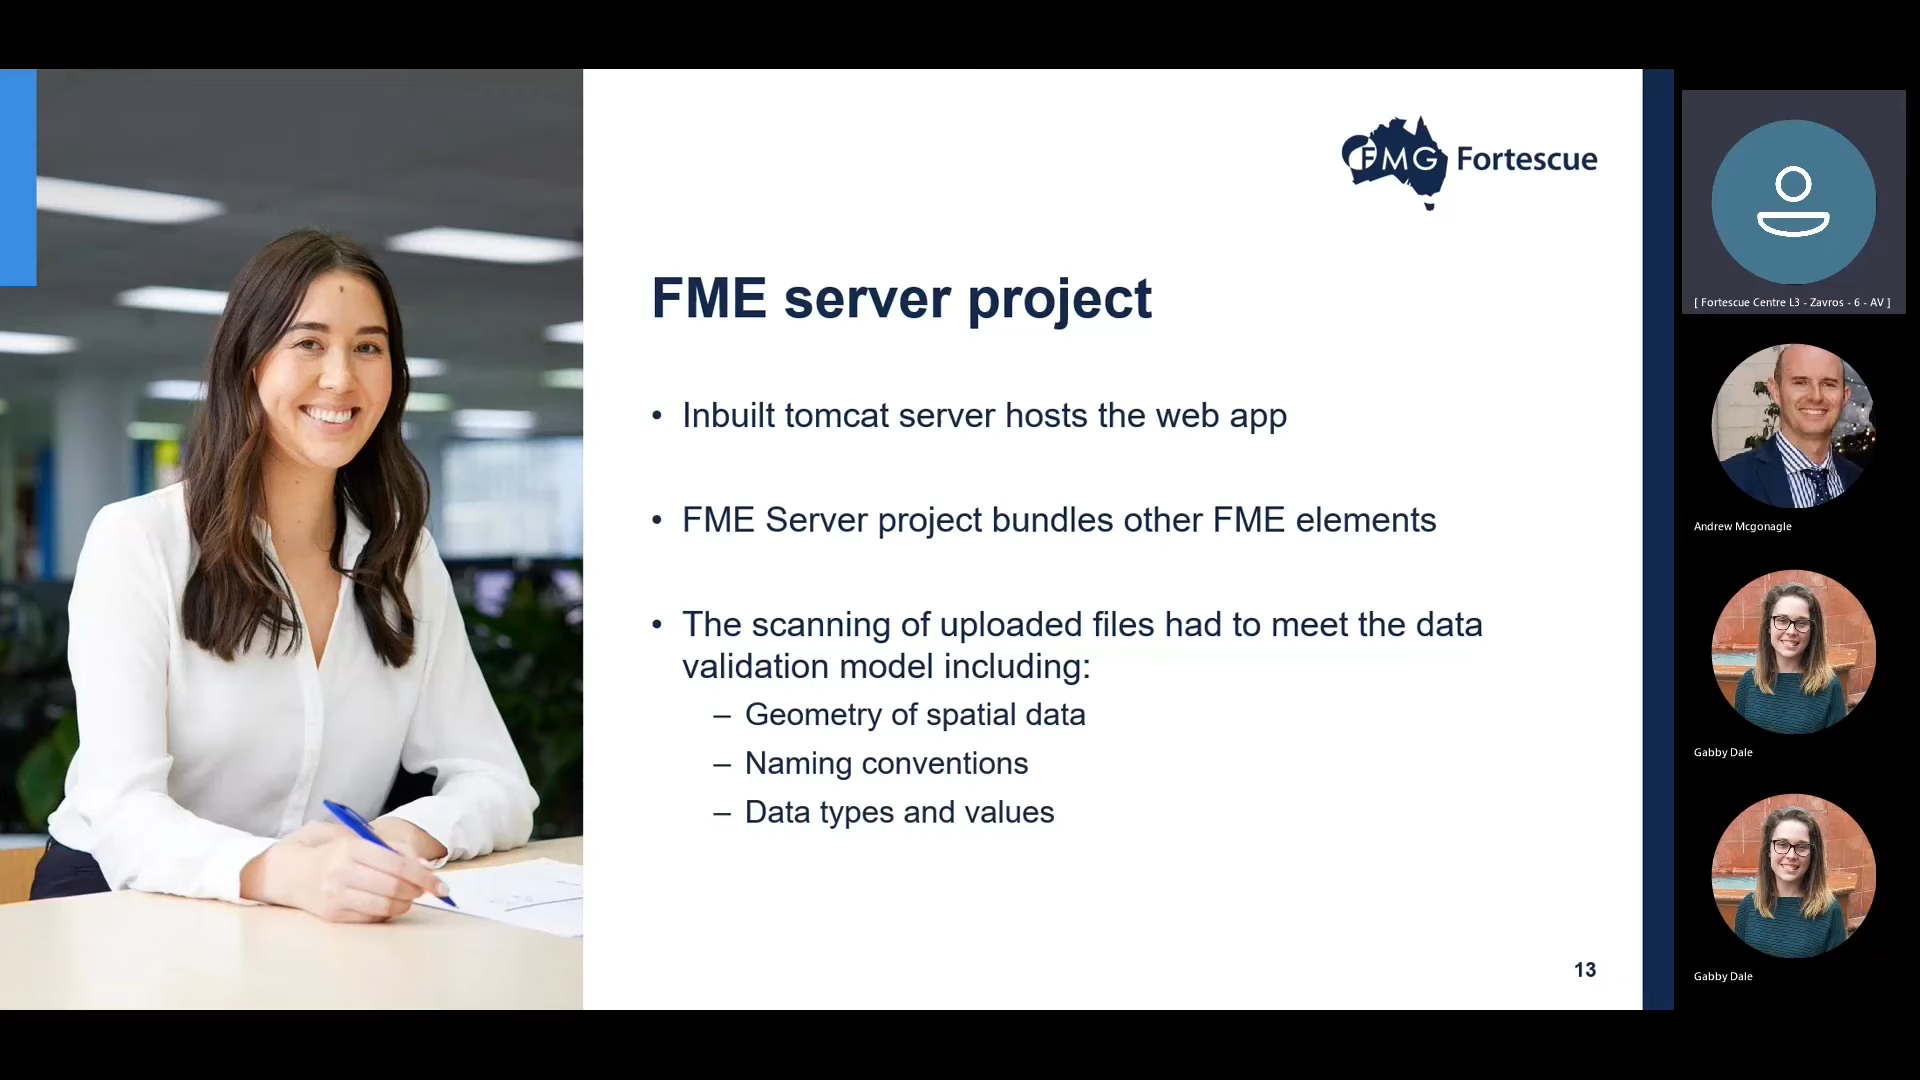 FMG Fortescue
FME server project
• Inbuilt tomcat server hosts the web app
• FME Server project bundles other FME elements
• The scanning of uploaded files had to meet the data
validation model including:
– Geometry of spatial data
– Naming conventions
– Data types and values
13
[ Fortescue Centre L3 - Zavros - 6 - AV ]
Andrew Mcgonagle
Gabby Dale
Gabby Dale